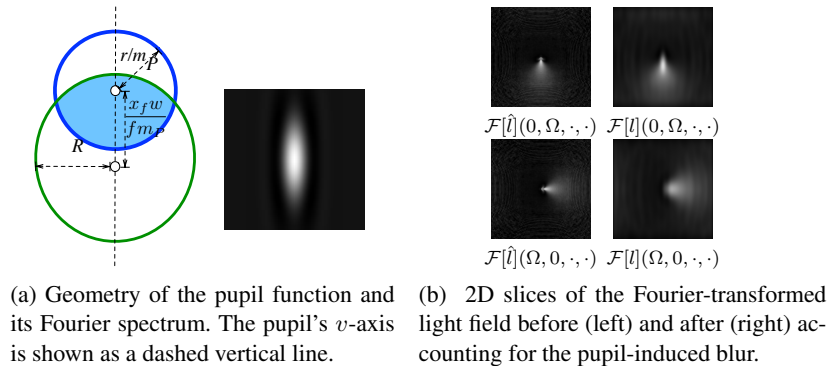 r/m_P
x_f w
f m_P
R
𝓕[l̂](0, Ω, ·, ·) 𝓕[l](0, Ω, ·, ·)
𝓕[l̂](Ω, 0, ·, ·) 𝓕[l](Ω, 0, ·, ·)
(a) Geometry of the pupil function and
its Fourier spectrum. The pupil's v-axis
is shown as a dashed vertical line.
(b) 2D slices of the Fourier-transformed
light field before (left) and after (right) ac-
counting for the pupil-induced blur.